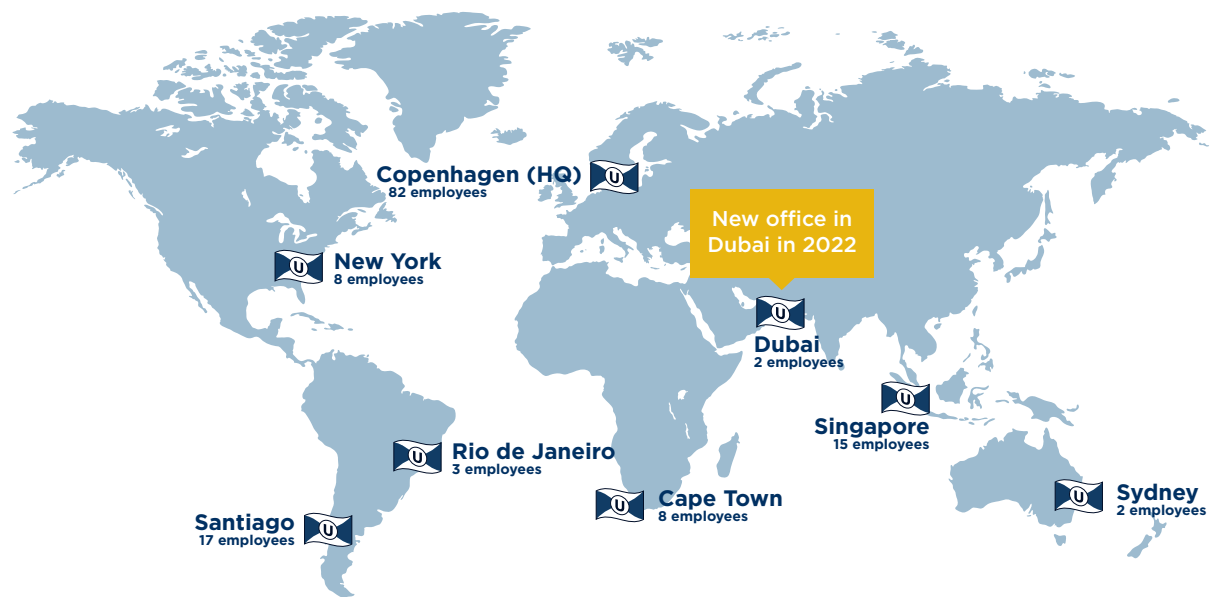 Copenhagen (HQ)
82 employees
U
New office in
Dubai in 2022
U
New York
8 employees
U
Dubai
2 employees
U
Singapore
15 employees
U
Rio de Janeiro
3 employees
U
Cape Town
8 employees
U
Sydney
2 employees
Santiago
17 employees
U